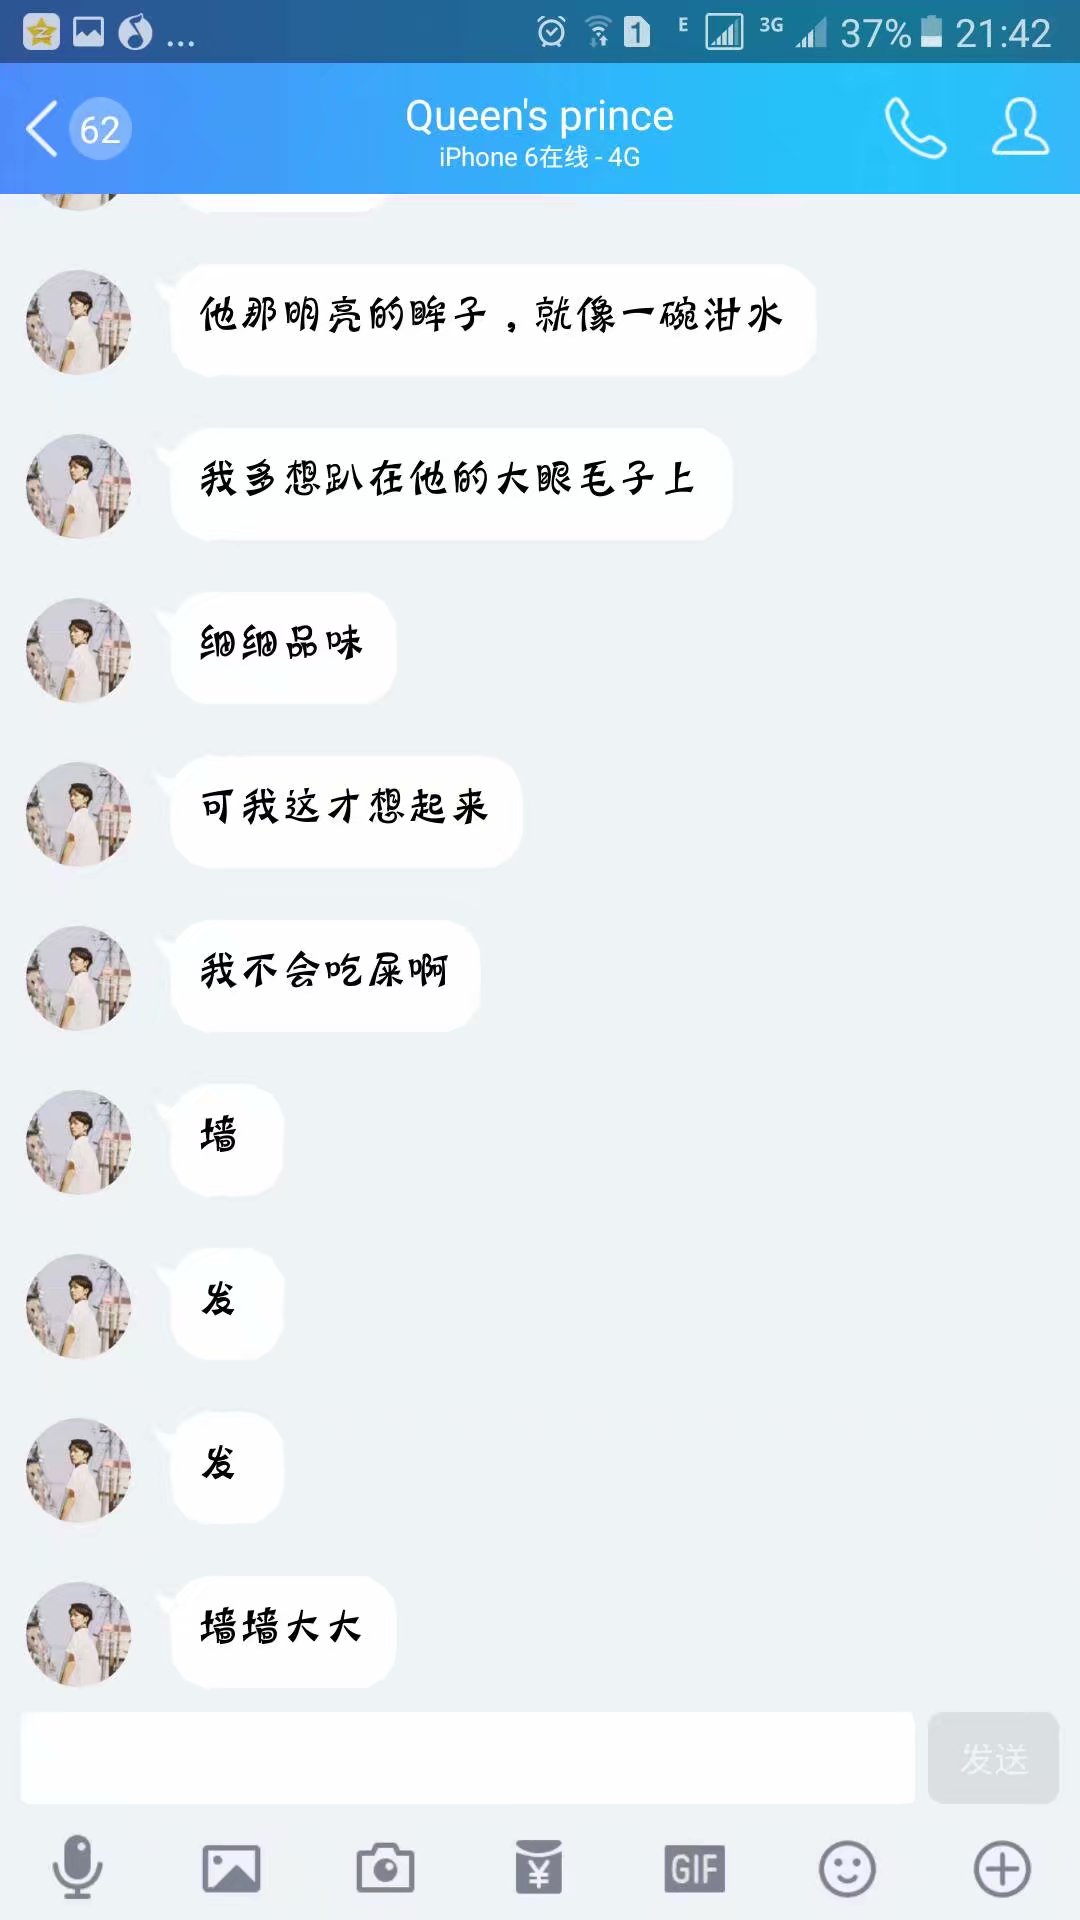 ... 1 E 3G 37% 21:42
62
Queen's prince
iPhone 6在线 - 4G
他那明亮的眸子，就像一碗泔水
我多想趴在他的大眼毛子上
细细品味
可我这才想起来
我不会吃屎啊
墙
发
发
墙墙大大
发送
GIF